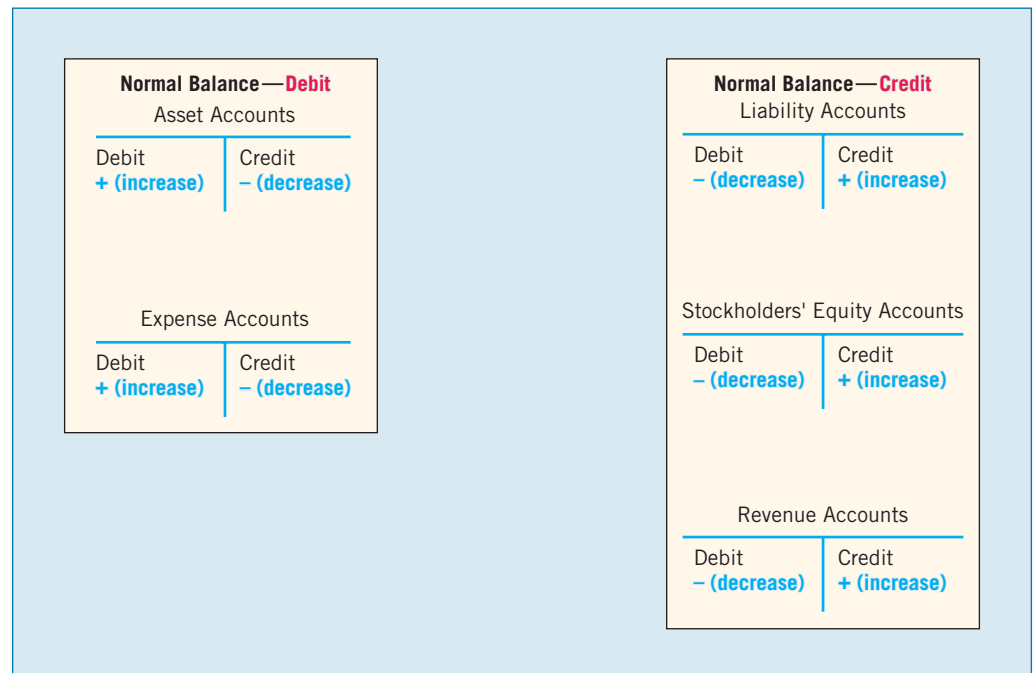 Normal Balance—Debit
Asset Accounts
Debit Credit
+ (increase) – (decrease)
Expense Accounts
Debit Credit
+ (increase) – (decrease)
Normal Balance—Credit
Liability Accounts
Debit Credit
– (decrease) + (increase)
Stockholders' Equity Accounts
Debit Credit
– (decrease) + (increase)
Revenue Accounts
Debit Credit
– (decrease) + (increase)